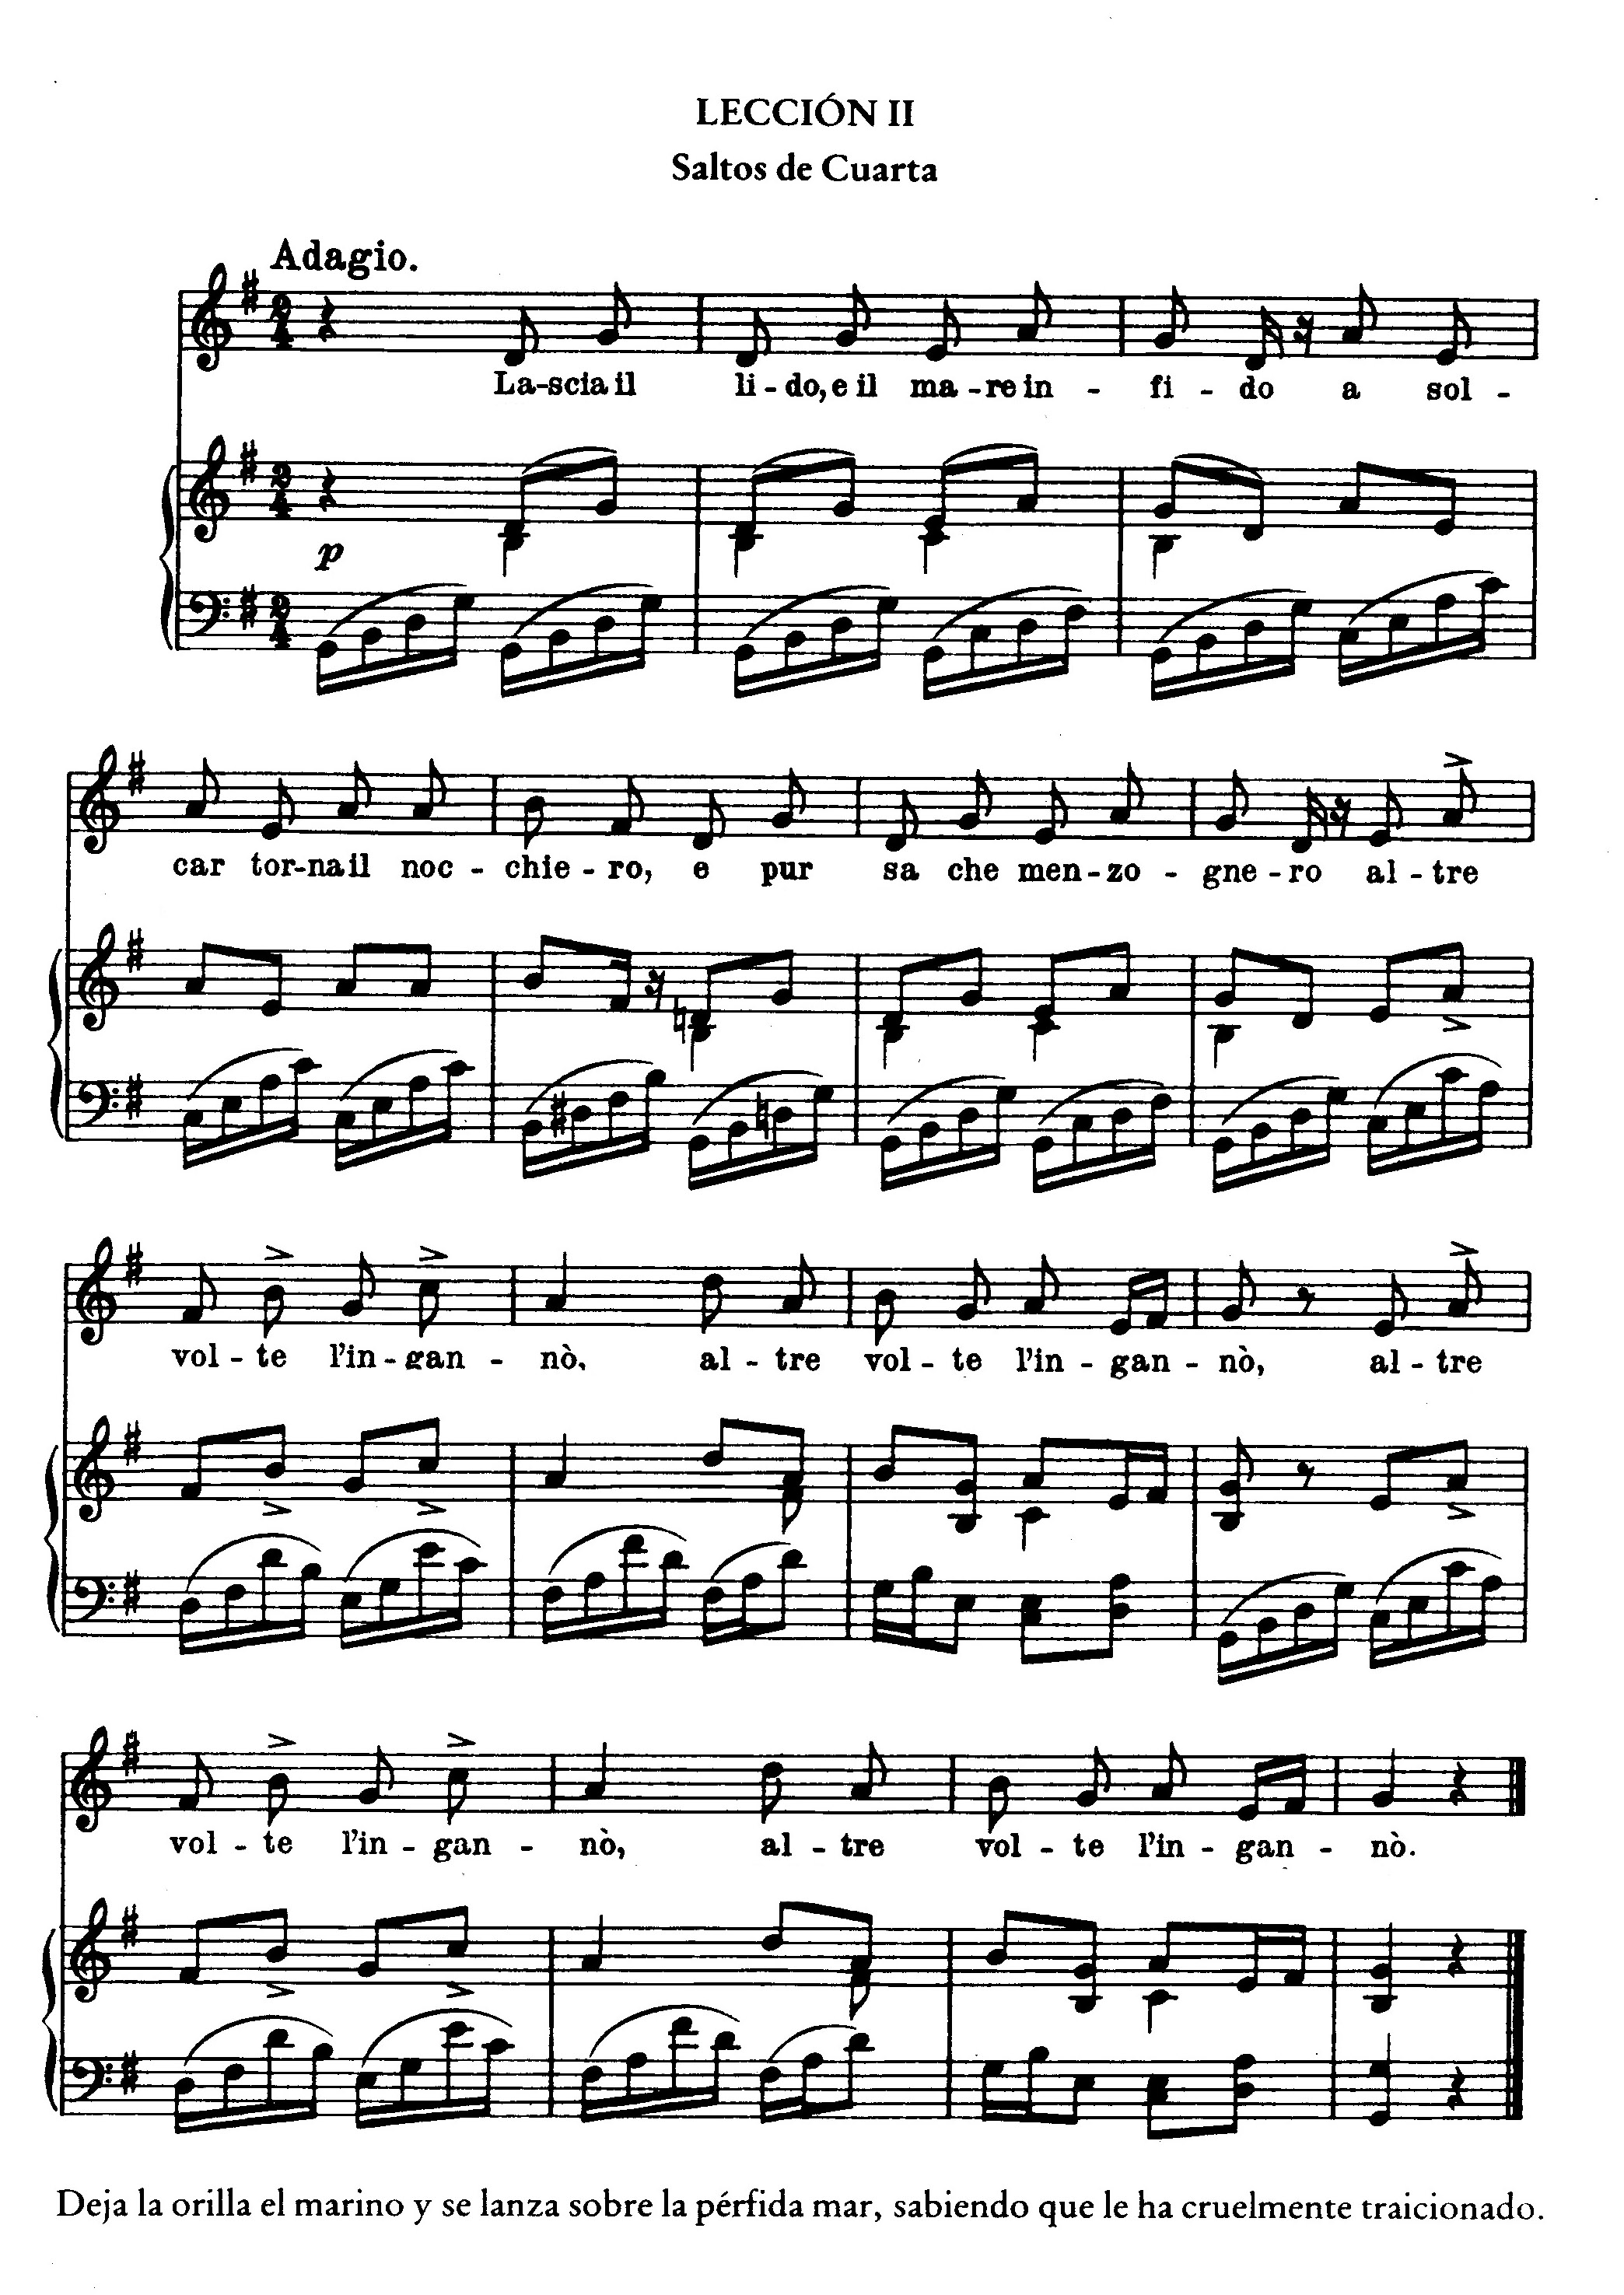 LECCIÓN II
Saltos de Cuarta
Adagio.
La-scia il li-do, e il ma-re in-fi-do a sol-
p
car tor-na il noc-chie-ro, e pur sa che men-zo-gne-ro al-tre
vol-te l'in-gan-nò. al-tre vol-te l'in-gan-nò, al-tre
vol-te l'in-gan-nò, al-tre vol-te l'in-gan-nò.
Deja la orilla el marino y se lanza sobre la pérfida mar, sabiendo que le ha cruelmente traicionado.